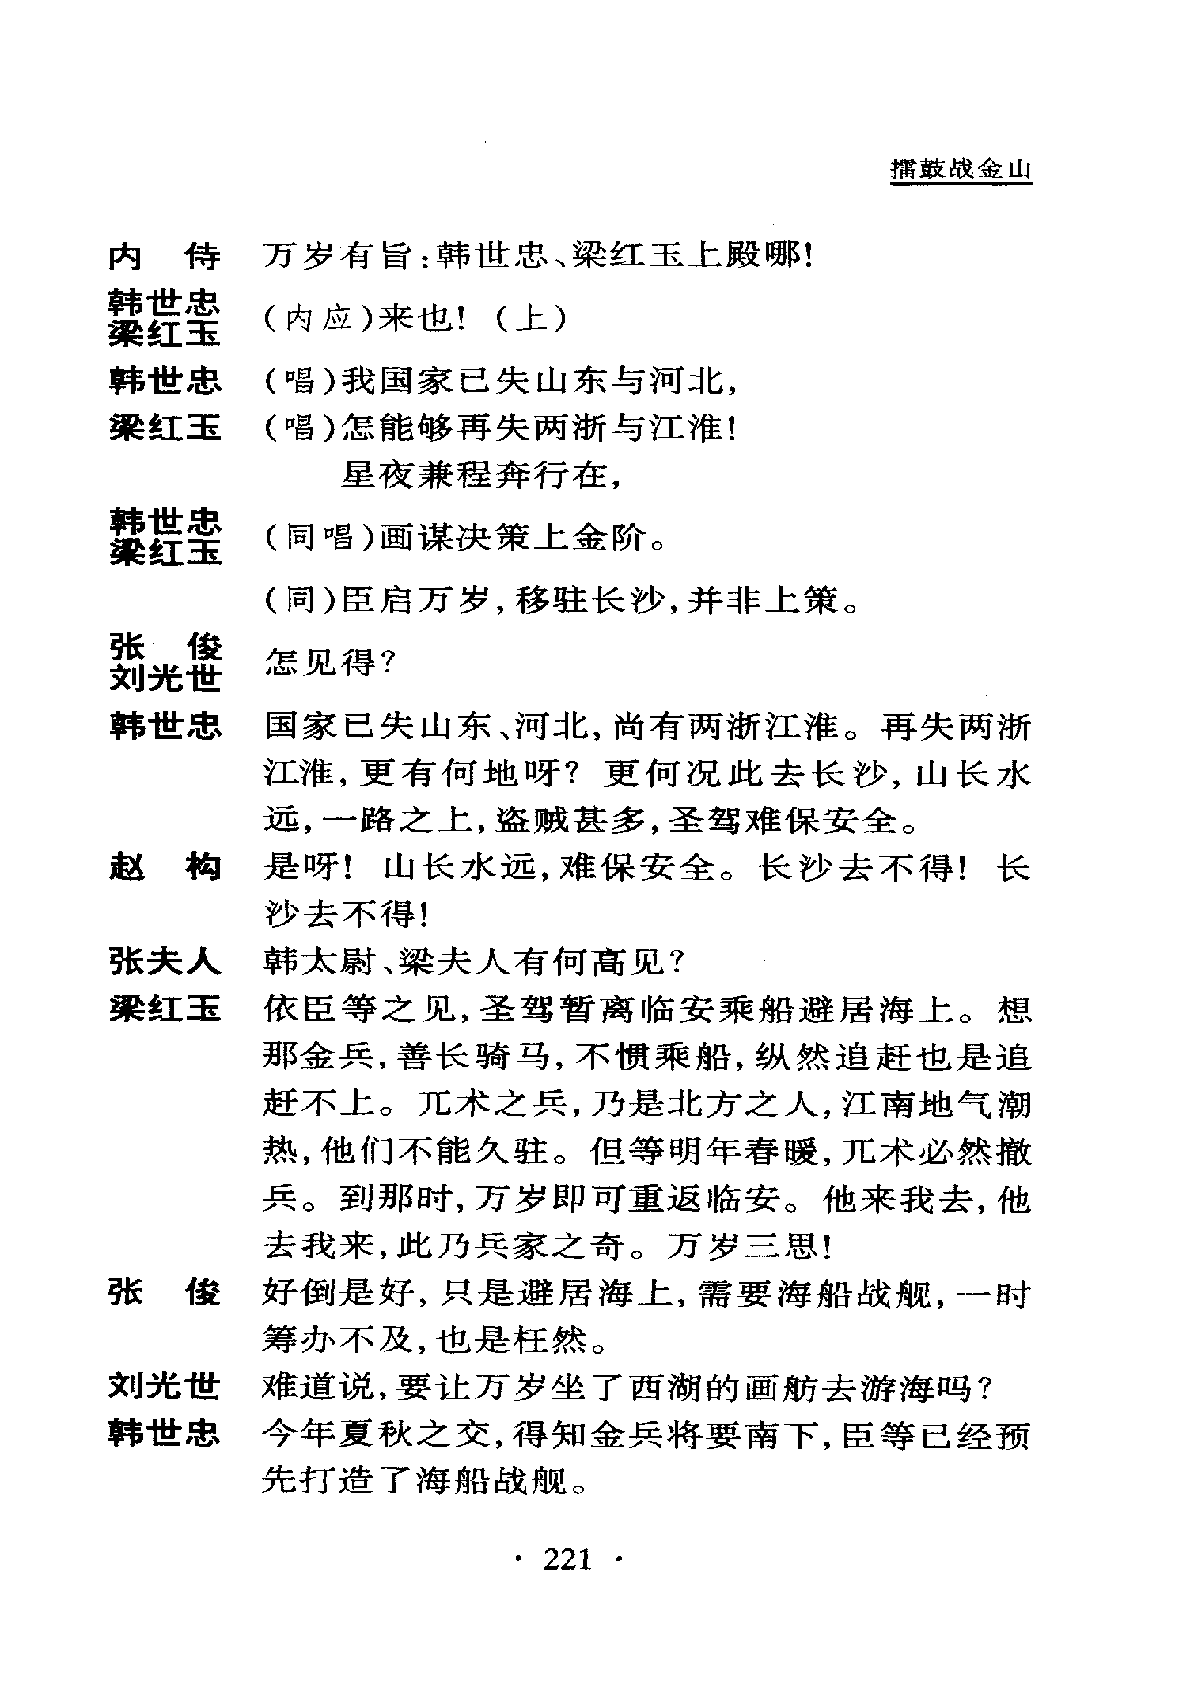 擂鼓战金山
内　侍　万岁有旨:韩世忠、梁红玉上殿哪!
韩世忠
梁红玉　(内应)来也! (上)
韩世忠　(唱)我国家已失山东与河北,
梁红玉　(唱)怎能够再失两浙与江淮!
星夜兼程奔行在,
韩世忠
梁红玉　(同唱)画谋决策上金阶。
(同)臣启万岁,移驻长沙,并非上策。
张　俊
刘光世　怎见得?
韩世忠　国家已失山东、河北,尚有两浙江淮。再失两浙
江淮,更有何地呀? 更何况此去长沙,山长水
远,一路之上,盗贼甚多,圣驾难保安全。
赵　构　是呀! 山长水远,难保安全。长沙去不得! 长
沙去不得!
张夫人　韩太尉、梁夫人有何高见?
梁红玉　依臣等之见,圣驾暂离临安乘船避居海上。想
那金兵,善长骑马,不惯乘船,纵然追赶也是追
赶不上。兀术之兵,乃是北方之人,江南地气潮
热,他们不能久驻。但等明年春暖,兀术必然撤
兵。到那时,万岁即可重返临安。他来我去,他
去我来,此乃兵家之奇。万岁三思!
张　俊　好倒是好,只是避居海上,需要海船战舰,一时
筹办不及,也是枉然。
刘光世　难道说,要让万岁坐了西湖的画舫去游海吗?
韩世忠　今年夏秋之交,得知金兵将要南下,臣等已经预
先打造了海船战舰。
· 221 ·